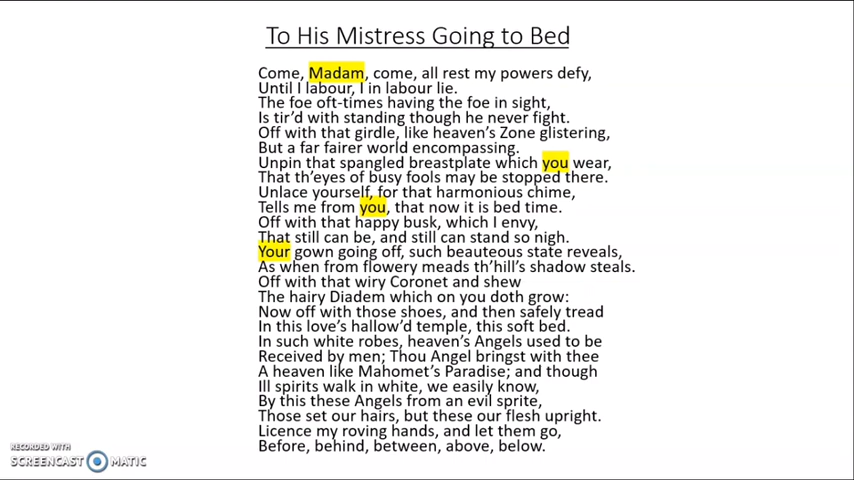 To His Mistress Going to Bed
Come, Madam, come, all rest my powers defy,
Until I labour, I in labour lie.
The foe oft-times having the foe in sight,
Is tir’d with standing though he never fight.
Off with that girdle, like heaven’s Zone glistering,
But a far fairer world encompassing.
Unpin that spangled breastplate which you wear,
That th’eyes of busy fools may be stopped there.
Unlace yourself, for that harmonious chime,
Tells me from you, that now it is bed time.
Off with that happy busk, which I envy,
That still can be, and still can stand so nigh.
Your gown going off, such beauteous state reveals,
As when from flowery meads th’hill’s shadow steals.
Off with that wiry Coronet and shew
The hairy Diadem which on you doth grow:
Now off with those shoes, and then safely tread
In this love’s hallow’d temple, this soft bed.
In such white robes, heaven’s Angels used to be
Received by men; Thou Angel bringst with thee
A heaven like Mahomet’s Paradise; and though
Ill spirits walk in white, we easily know,
By this these Angels from an evil sprite,
Those set our hairs, but these our flesh upright.
Licence my roving hands, and let them go,
Before, behind, between, above, below.
RECORDED WITH
SCREENCAST MATIC